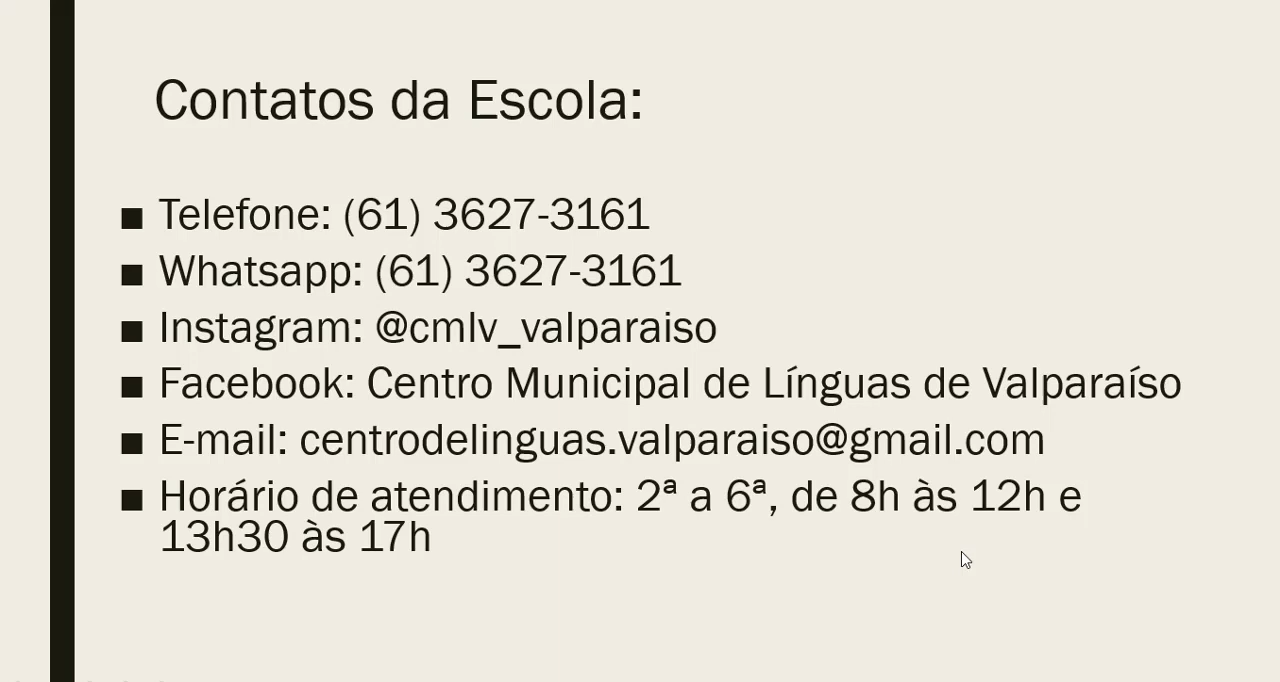 Contatos da Escola:
■ Telefone: (61) 3627-3161
■ Whatsapp: (61) 3627-3161
■ Instagram: @cmlv_valparaiso
■ Facebook: Centro Municipal de Línguas de Valparaíso
■ E-mail: centrodelinguas.valparaiso@gmail.com
■ Horário de atendimento: 2ª a 6ª, de 8h às 12h e
13h30 às 17h